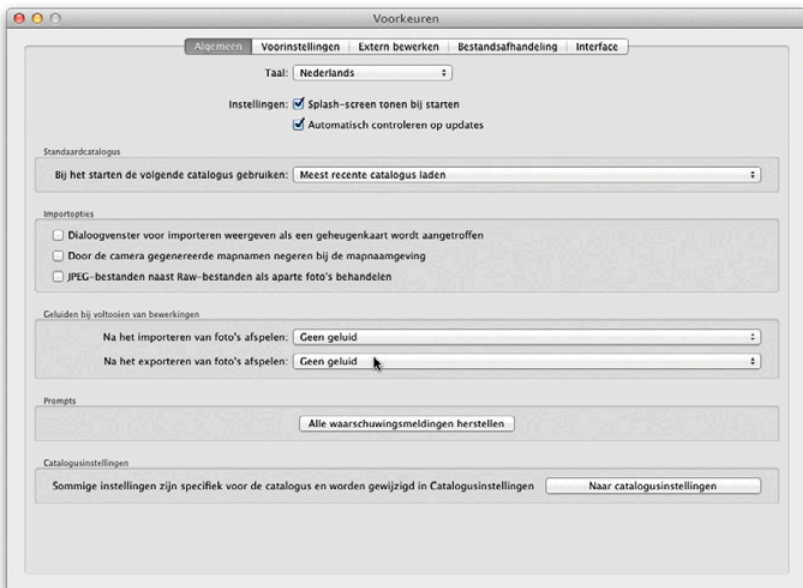 Voorkeuren
Algemeen Voorinstellingen Extern bewerken Bestandsafhandeling Interface
Taal: Nederlands
Instellingen: Splash-screen tonen bij starten
Automatisch controleren op updates
Standaardcatalogus
Bij het starten de volgende catalogus gebruiken: Meest recente catalogus laden
Importopties
Dialoogvenster voor importeren weergeven als een geheugenkaart wordt aangetroffen
Door de camera gegenereerde mapnamen negeren bij de mapnaamgeving
JPEG-bestanden naast Raw-bestanden als aparte foto's behandelen
Geluiden bij voltooien van bewerkingen
Na het importeren van foto's afspelen: Geen geluid
Na het exporteren van foto's afspelen: Geen geluid
Prompts
Alle waarschuwingsmeldingen herstellen
Catalogusinstellingen
Sommige instellingen zijn specifiek voor de catalogus en worden gewijzigd in Catalogusinstellingen Naar catalogusinstellingen